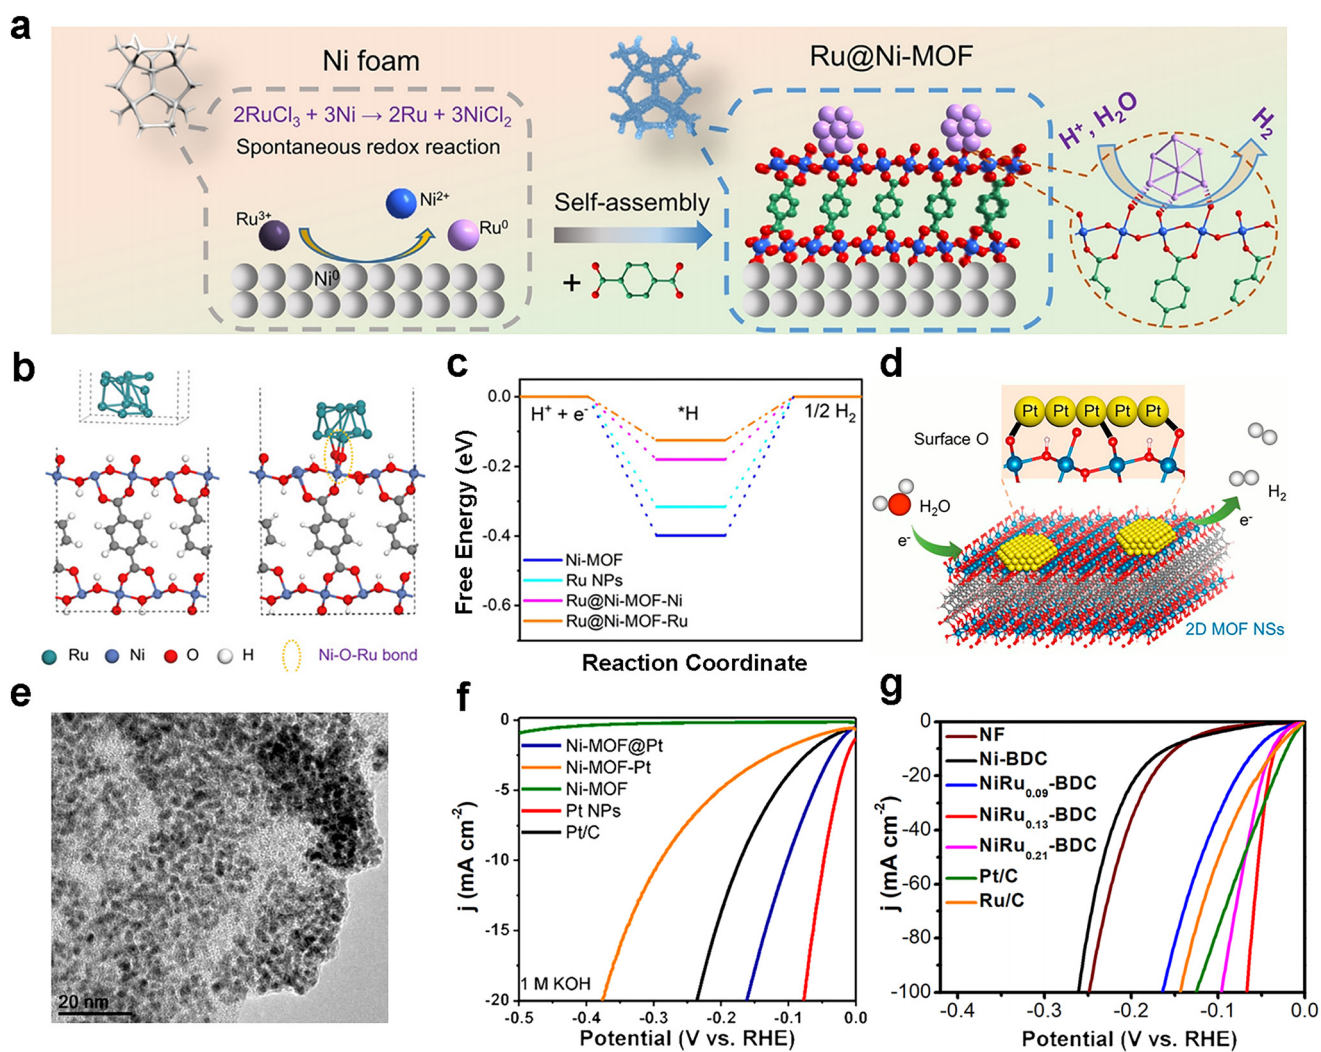 a
Ni foam
2RuCl₃ + 3Ni → 2Ru + 3NiCl₂
Spontaneous redox reaction
Ru³⁺
Ni²⁺
Ru⁰
Ni⁰
Self-assembly
+
Ru@Ni-MOF
H⁺, H₂O
H₂
b
Ru
Ni
O
H
Ni-O-Ru bond
c
Free Energy (eV)
0.0
-0.2
-0.4
-0.6
H⁺ + e⁻
*H
1/2 H₂
Ni-MOF
Ru NPs
Ru@Ni-MOF-Ni
Ru@Ni-MOF-Ru
Reaction Coordinate
d
Pt Pt Pt Pt Pt
Surface O
H₂O
e⁻
H₂
e⁻
2D MOF NSs
e
20 nm
f
j (mA cm⁻²)
0
-5
-10
-15
-20
Ni-MOF@Pt
Ni-MOF-Pt
Ni-MOF
Pt NPs
Pt/C
1 M KOH
-0.5 -0.4 -0.3 -0.2 -0.1 0.0
Potential (V vs. RHE)
g
j (mA cm⁻²)
0
-20
-40
-60
-80
-100
NF
Ni-BDC
NiRu₀.₀₉-BDC
NiRu₀.₁₃-BDC
NiRu₀.₂₁-BDC
Pt/C
Ru/C
-0.4 -0.3 -0.2 -0.1 0.0
Potential (V vs. RHE)